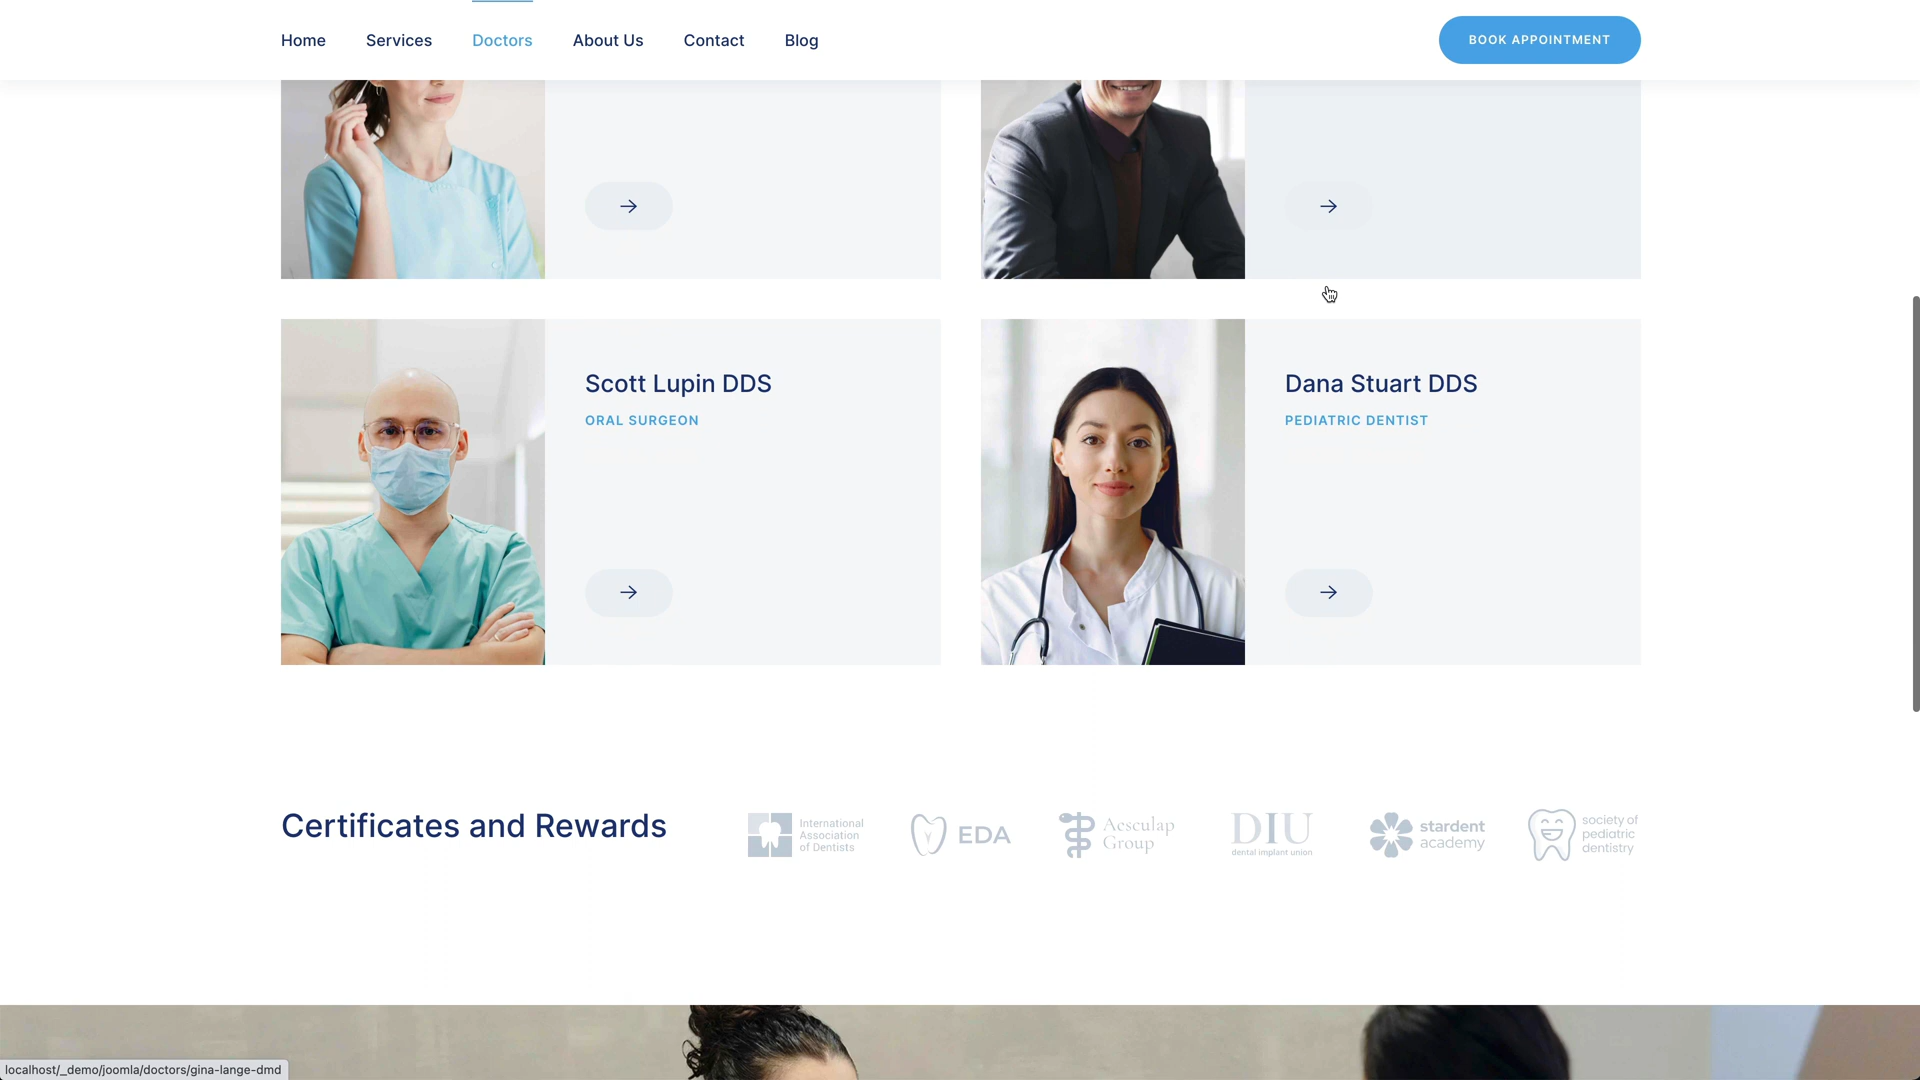 Home
Services
Doctors
About Us
Contact
Blog
BOOK APPOINTMENT
Scott Lupin DDS
ORAL SURGEON
Dana Stuart DDS
PEDIATRIC DENTIST
Certificates and Rewards
International
Association
of Dentists
EDA
Aesculap
Group
DIU
dental implant union
stardent
academy
society of
pediatric
dentistry
localhost/_demo/joomla/doctors/gina-lange-dmd